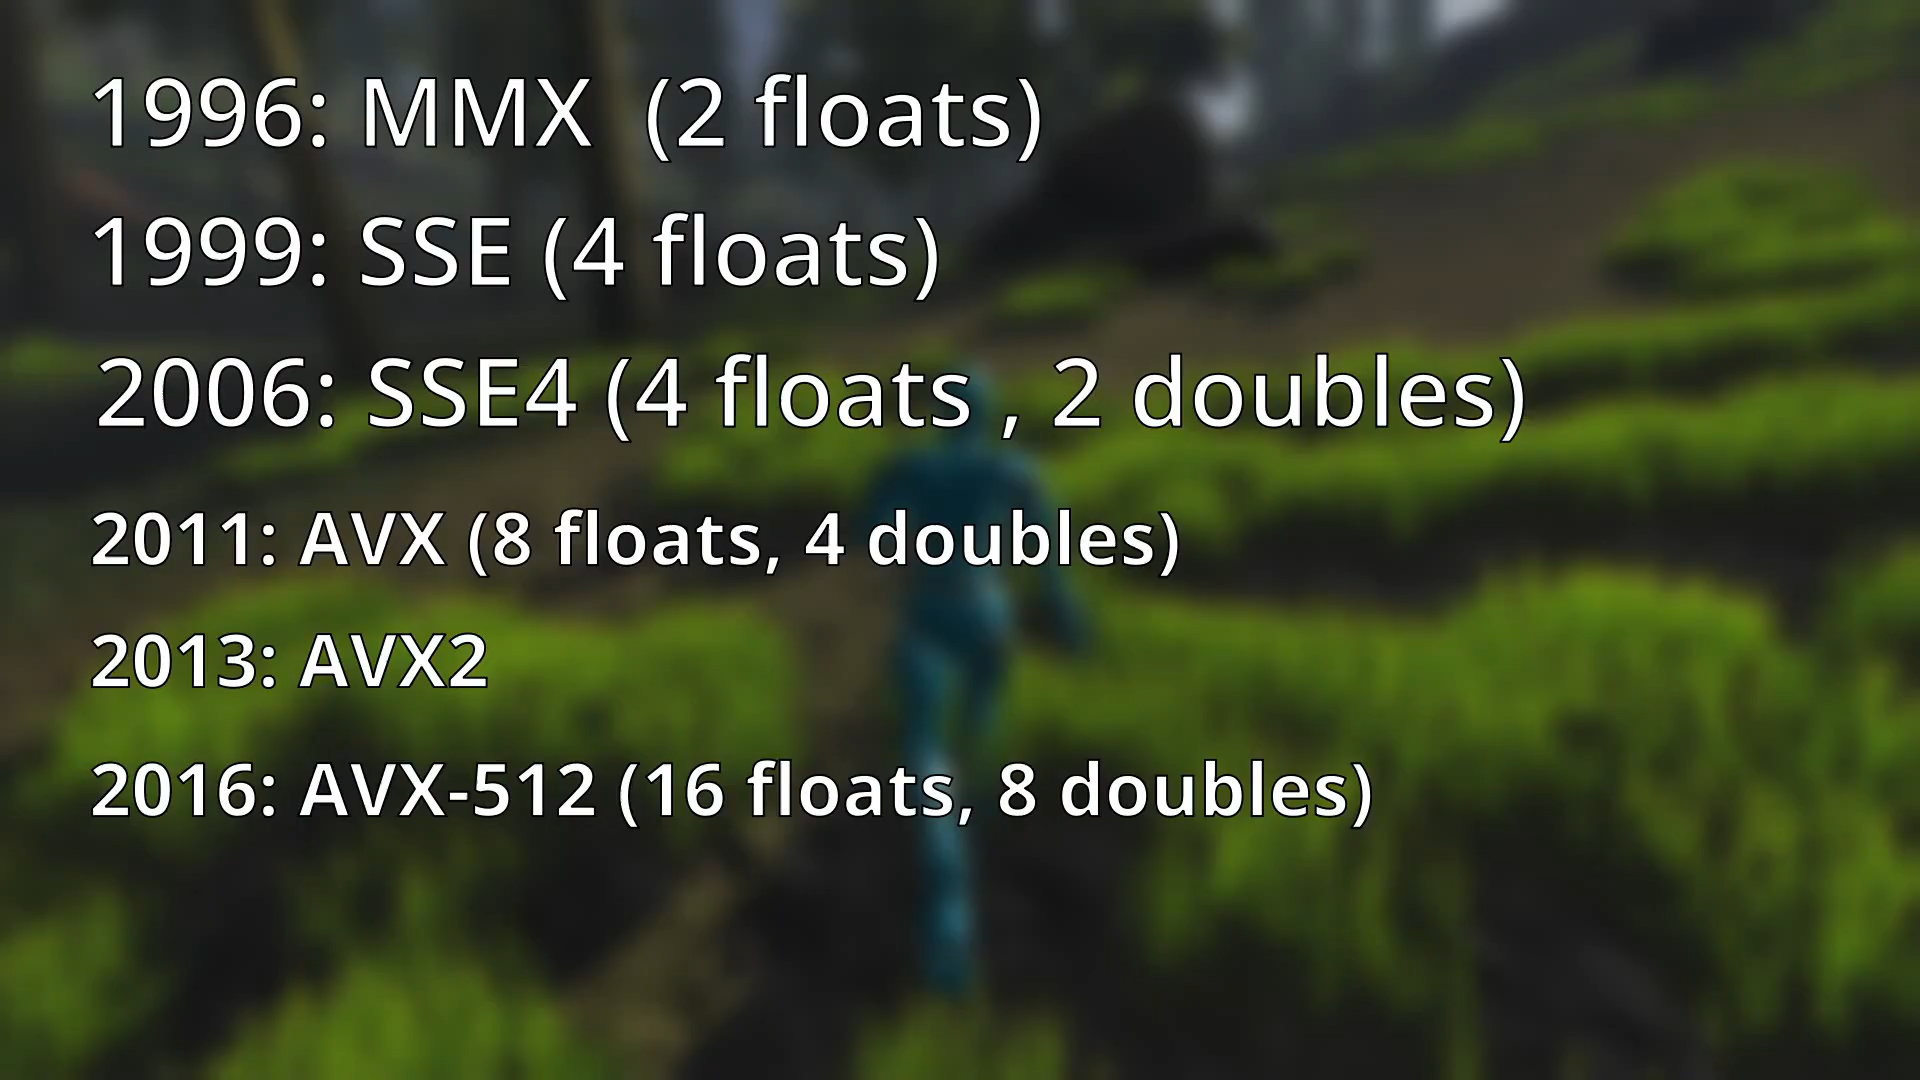 1996: MMX  (2 floats)
1999: SSE (4 floats)
2006: SSE4 (4 floats , 2 doubles)
2011: AVX (8 floats, 4 doubles)
2013: AVX2
2016: AVX-512 (16 floats, 8 doubles)